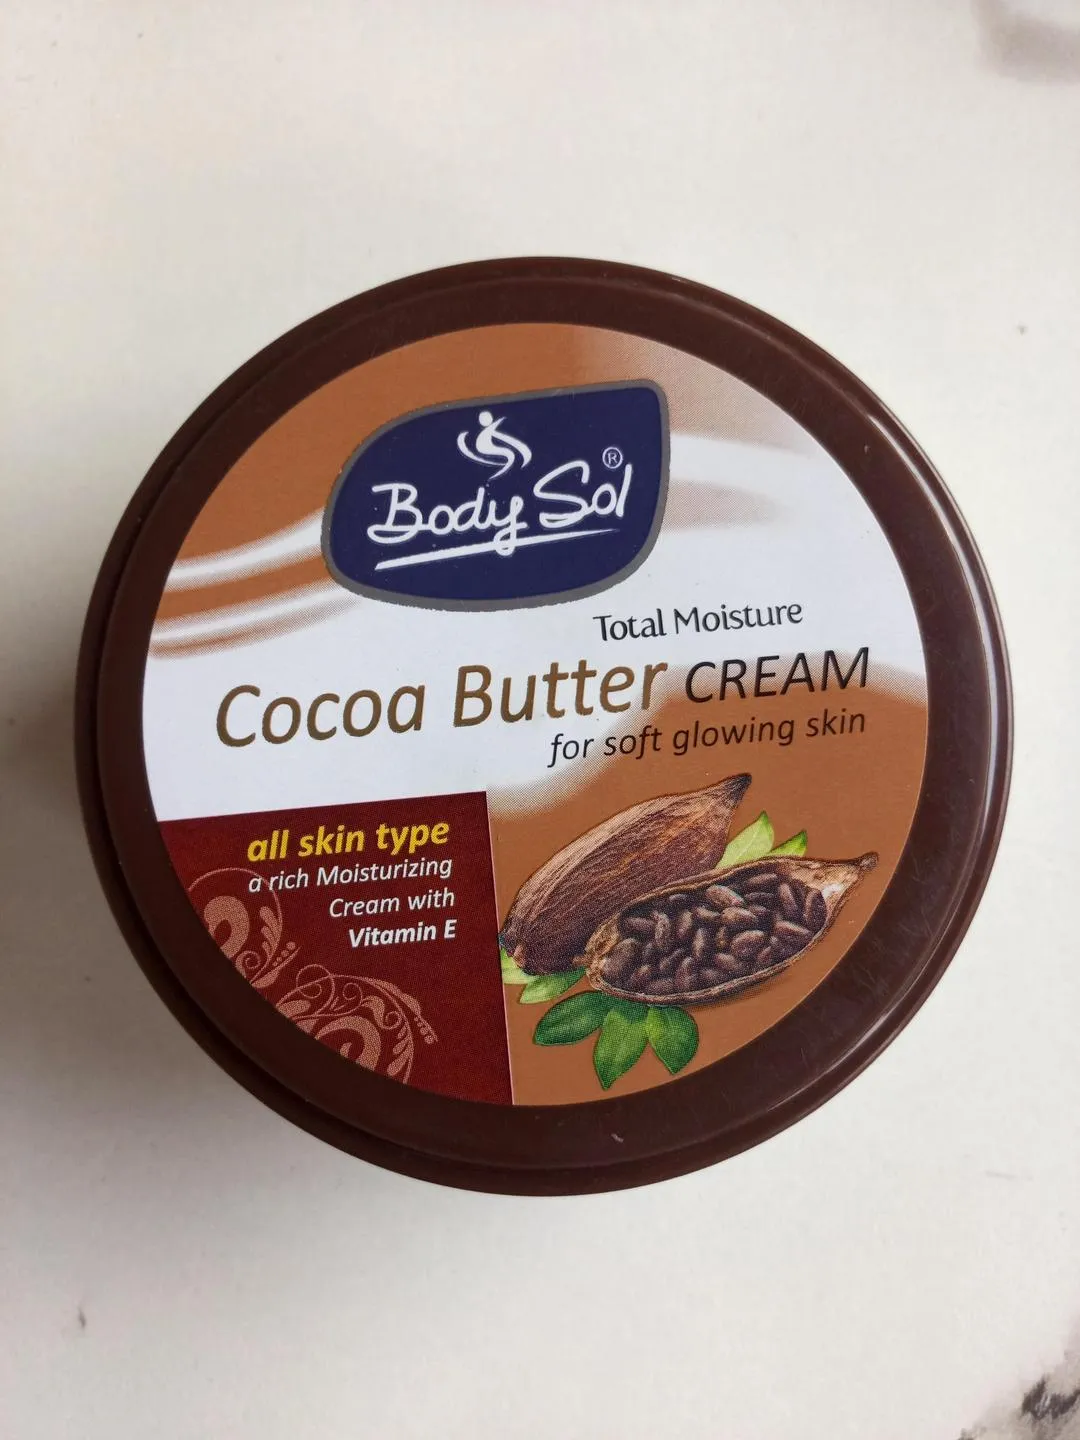 Body Sol®
Total Moisture
Cocoa Butter CREAM
for soft glowing skin
all skin type
a rich Moisturizing
Cream with
Vitamin E